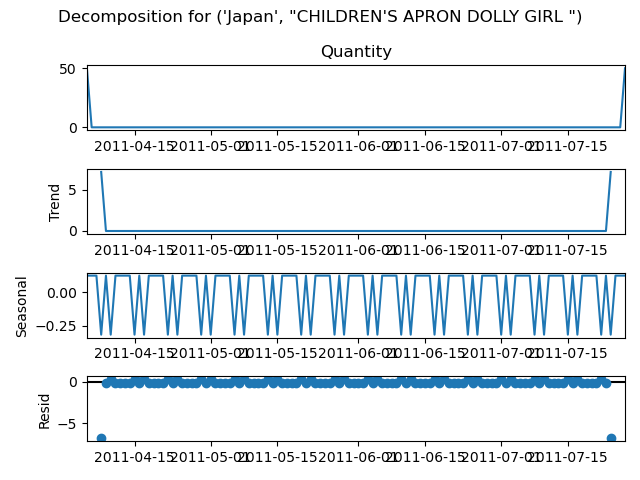 Decomposition for ('Japan', "CHILDREN'S APRON DOLLY GIRL ")
Quantity
50
0
2011-04-15 2011-05-01 2011-05-15 2011-06-01 2011-06-15 2011-07-01 2011-07-15
Trend
5
0
2011-04-15 2011-05-01 2011-05-15 2011-06-01 2011-06-15 2011-07-01 2011-07-15
Seasonal
0.00
−0.25
2011-04-15 2011-05-01 2011-05-15 2011-06-01 2011-06-15 2011-07-01 2011-07-15
Resid
0
−5
2011-04-15 2011-05-01 2011-05-15 2011-06-01 2011-06-15 2011-07-01 2011-07-15